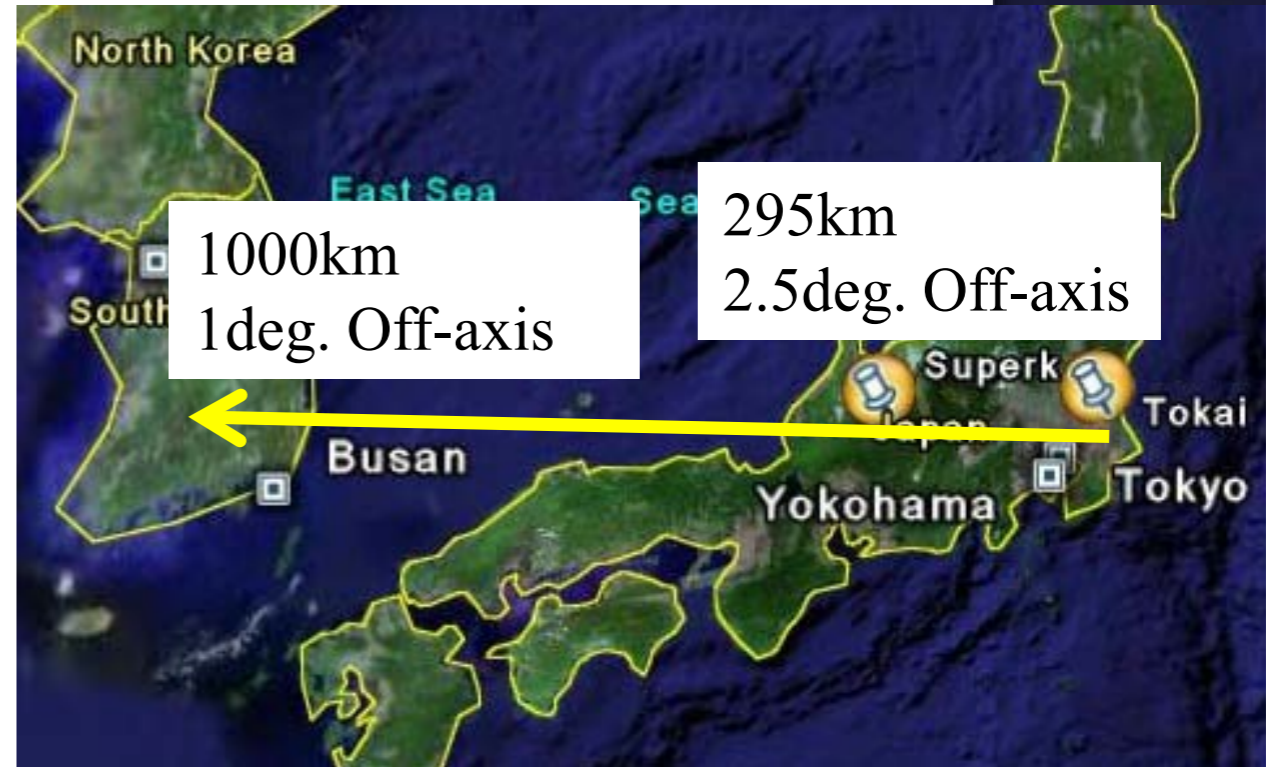 North Korea
East Sea
Sea
295km
2.5deg. Off-axis
1000km
1deg. Off-axis
South
Superk
Tokai
Japan
Busan
Tokyo
Yokohama